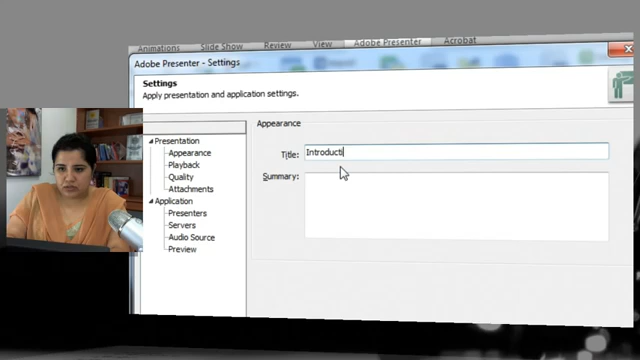 Animations Slide Show Review View Adobe Presenter Acrobat
Adobe Presenter - Settings
Settings
Apply presentation and application settings.
Presentation
Appearance
Playback
Quality
Attachments
Application
Presenters
Servers
Audio Source
Preview
Appearance
Title: Introducti
Summary: